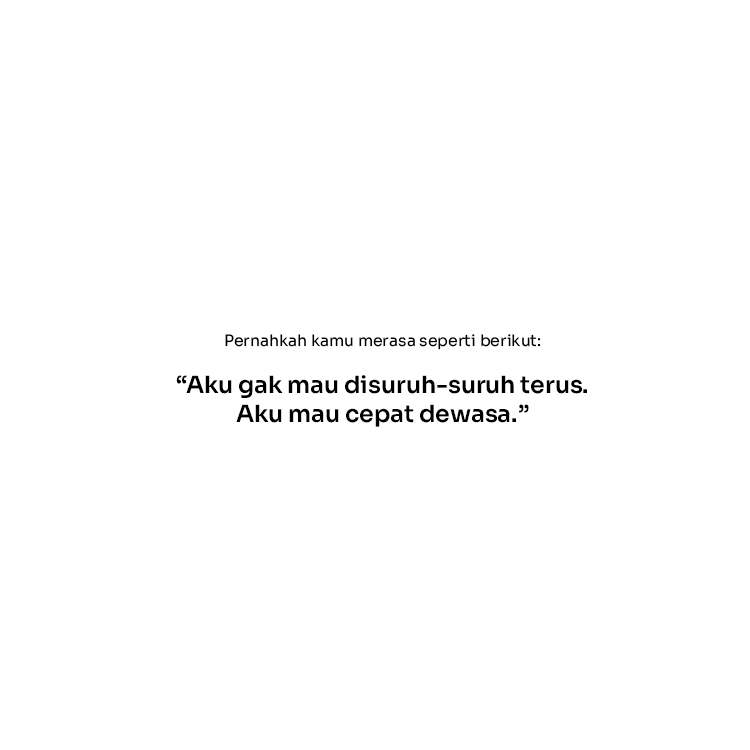 Pernahkah kamu merasa seperti berikut:
“Aku gak mau disuruh-suruh terus.
Aku mau cepat dewasa.”